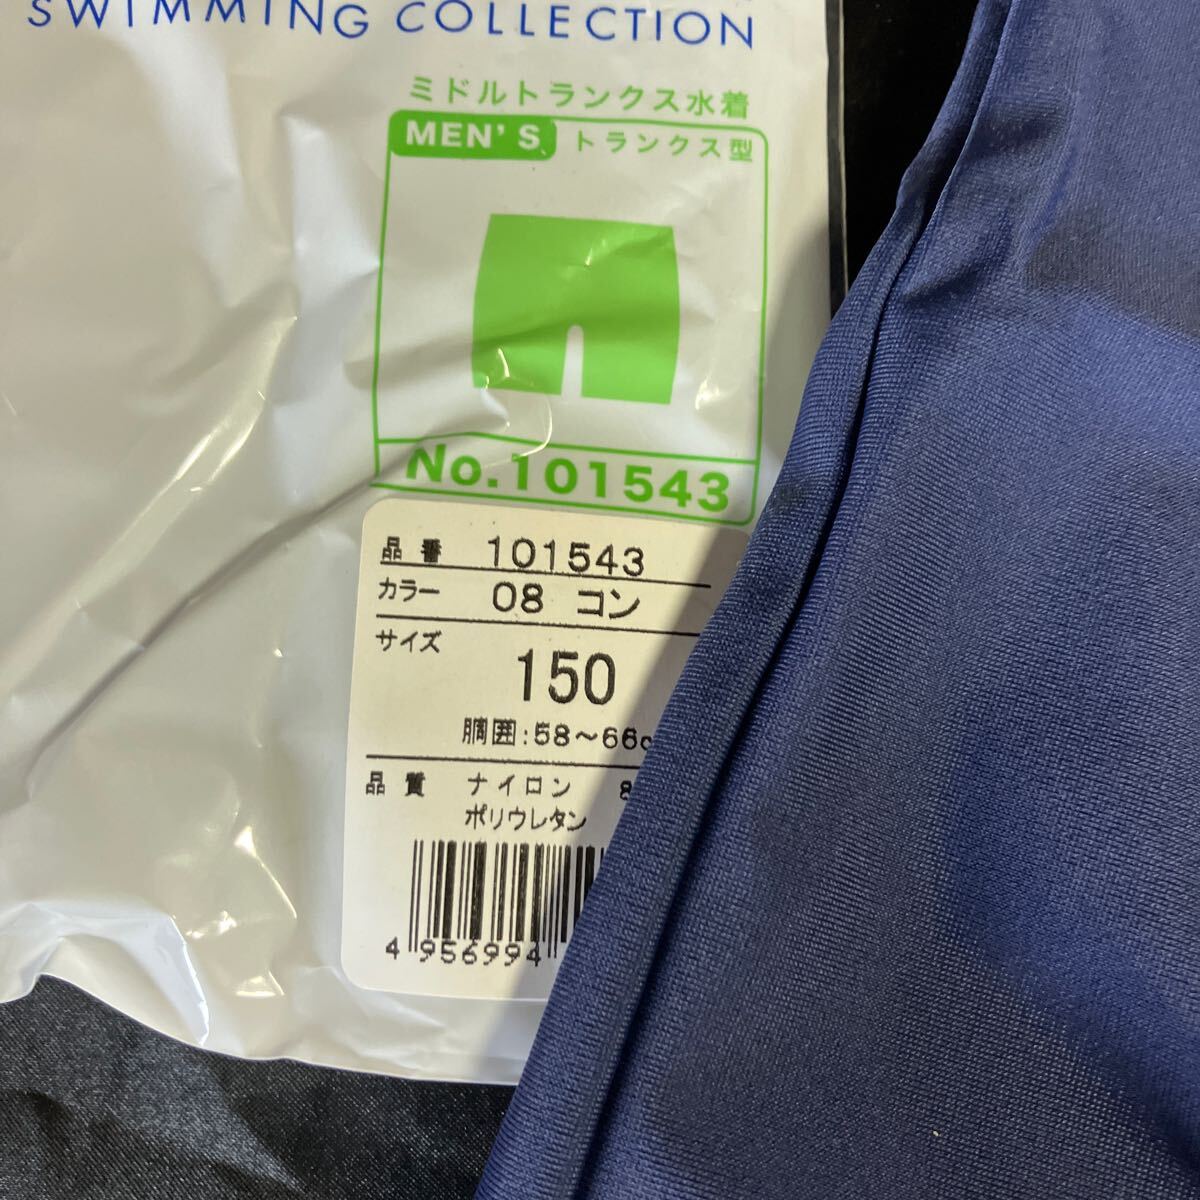 SWIMMING COLLECTION
ミドルトランクス水着
MEN'S トランクス型
No.101543
品番 101543
カラー 08 コン
サイズ 150
胴囲:58～66
品質 ナイロン
ポリウレタン
4 956994